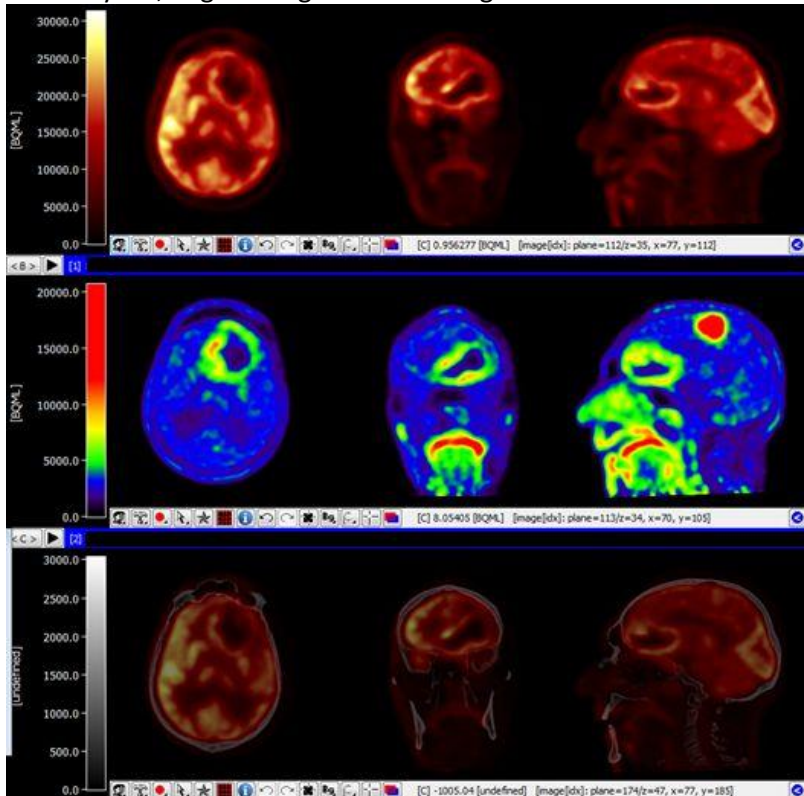 30000.0
25000.0
20000.0
[BQML]
15000.0
10000.0
5000.0
0.0
[C] 0.956277 [BQML] [image[idx]: plane=112/z=35, x=77, y=112]
< B > [1]
20000.0
15000.0
[BQML]
10000.0
5000.0
0.0
[C] 8.05405 [BQML] [image[idx]: plane=113/z=34, x=70, y=105]
< C > [2]
3000.0
2500.0
2000.0
[undefined]
1500.0
1000.0
500.0
0.0
[C] -1005.04 [undefined] [image[idx]: plane=174/z=47, x=77, y=185]